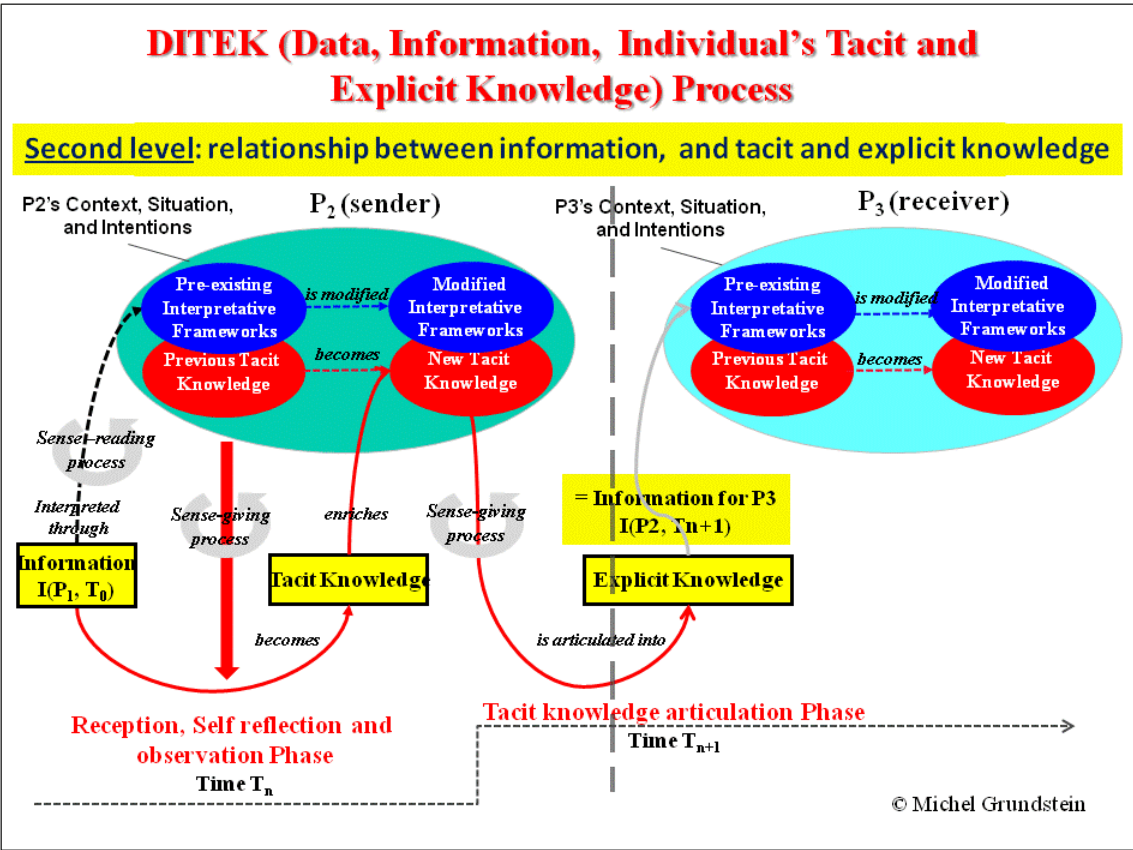 DITEK (Data, Information, Individual's Tacit and
Explicit Knowledge) Process
Second level: relationship between information, and tacit and explicit knowledge
P2's Context, Situation,
and Intentions
P2 (sender)
P3's Context, Situation,
and Intentions
P3 (receiver)
Pre-existing
Interpretative
Frameworks
is modified
Modified
Interpretative
Frameworks
Previous Tacit
Knowledge
becomes
New Tacit
Knowledge
Pre-existing
Interpretative
Frameworks
is modified
Modified
Interpretative
Frameworks
Previous Tacit
Knowledge
becomes
New Tacit
Knowledge
Sense–reading
process
Interpreted
through
Sense-giving
process
enriches
Sense-giving
process
= Information for P3
I(P2, Tn+1)
Information
I(P1, T0)
Tacit Knowledge
Explicit Knowledge
becomes
is articulated into
Reception, Self reflection and
observation Phase
Time Tn
Tacit knowledge articulation Phase
Time Tn+1
© Michel Grundstein